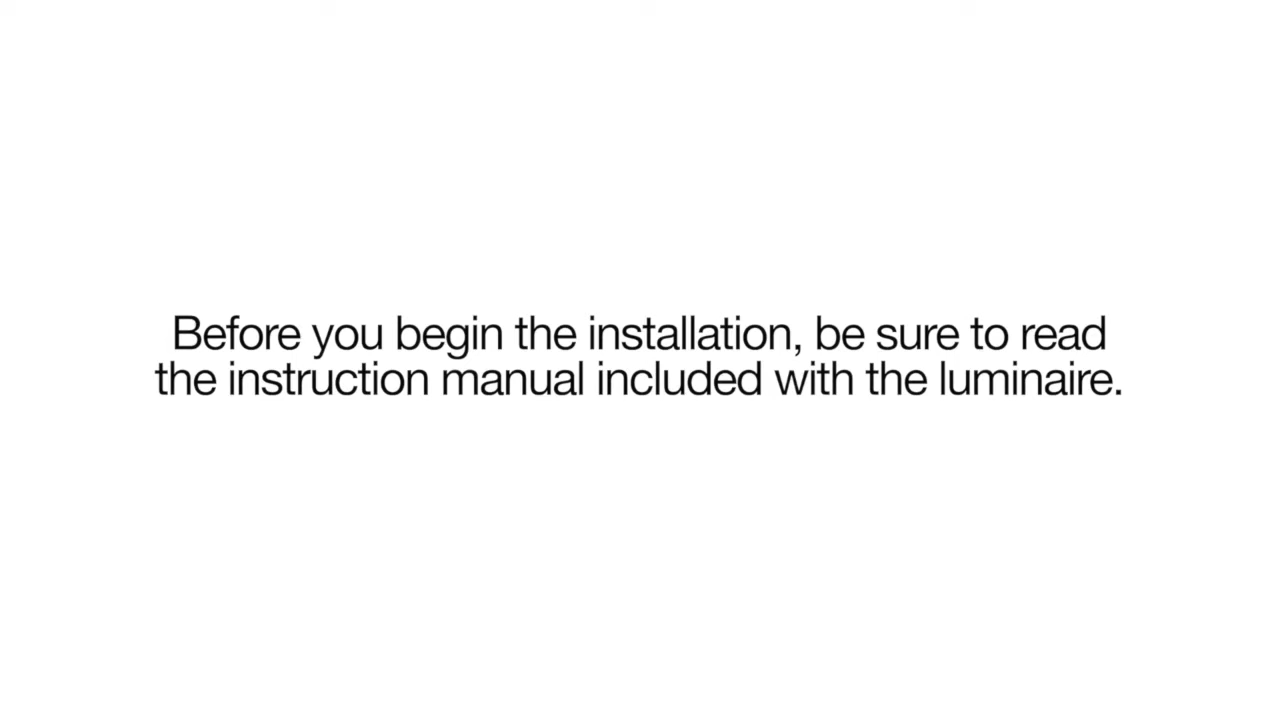 Before you begin the installation, be sure to read
the instruction manual included with the luminaire.